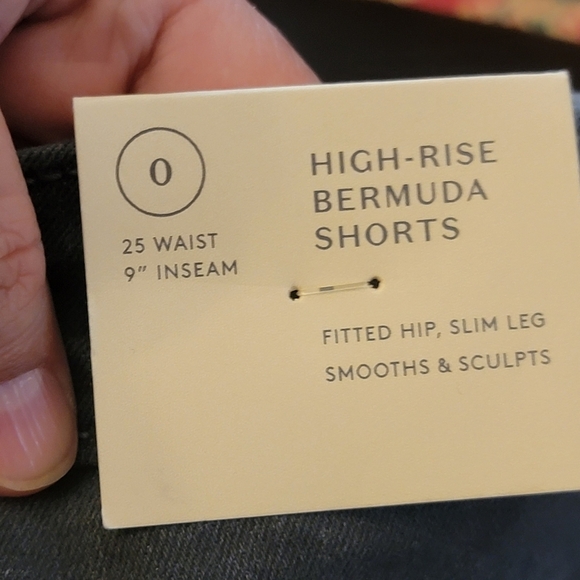 0
25 WAIST
9" INSEAM
HIGH-RISE
BERMUDA
SHORTS
FITTED HIP, SLIM LEG
SMOOTHS & SCULPTS